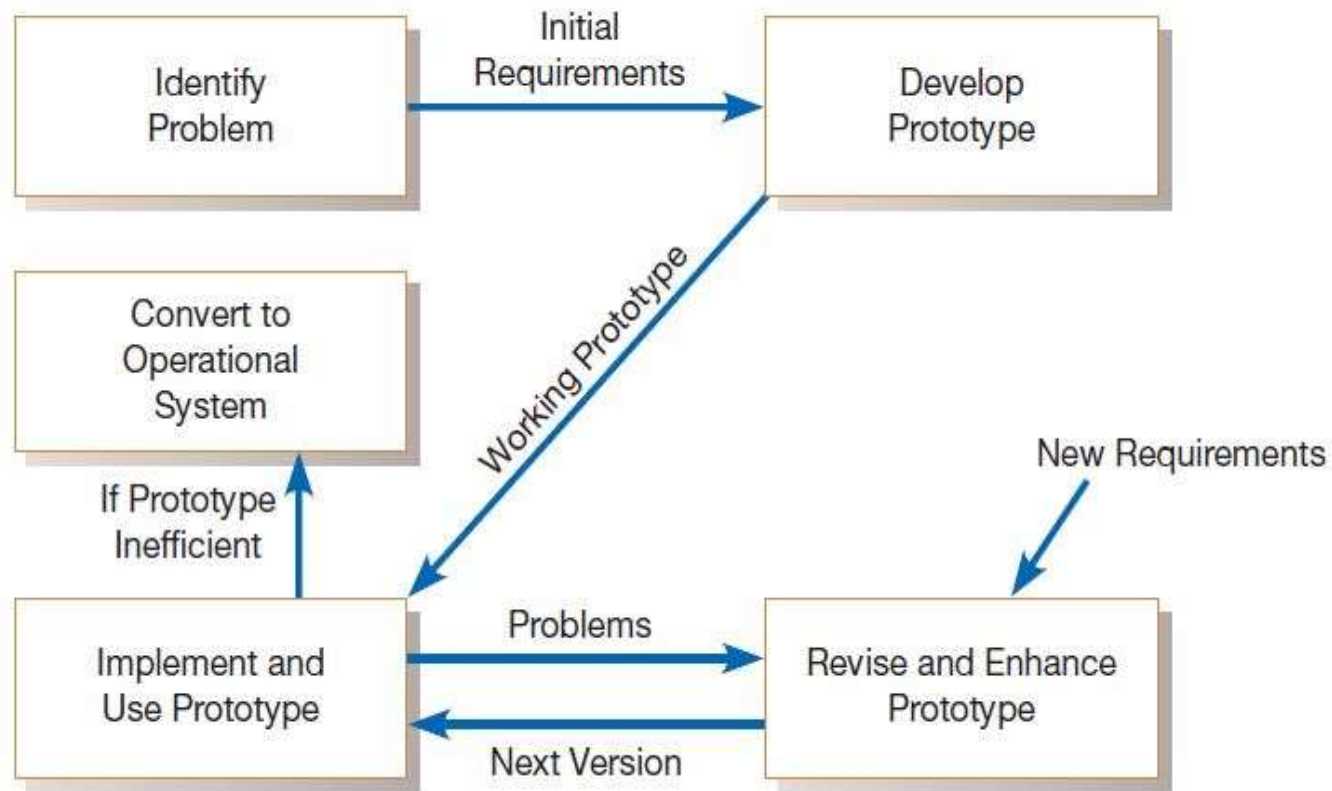 Identify
Problem
Initial
Requirements
Develop
Prototype
Convert to
Operational
System
Working Prototype
New Requirements
If Prototype
Inefficient
Implement and
Use Prototype
Problems
Next Version
Revise and Enhance
Prototype